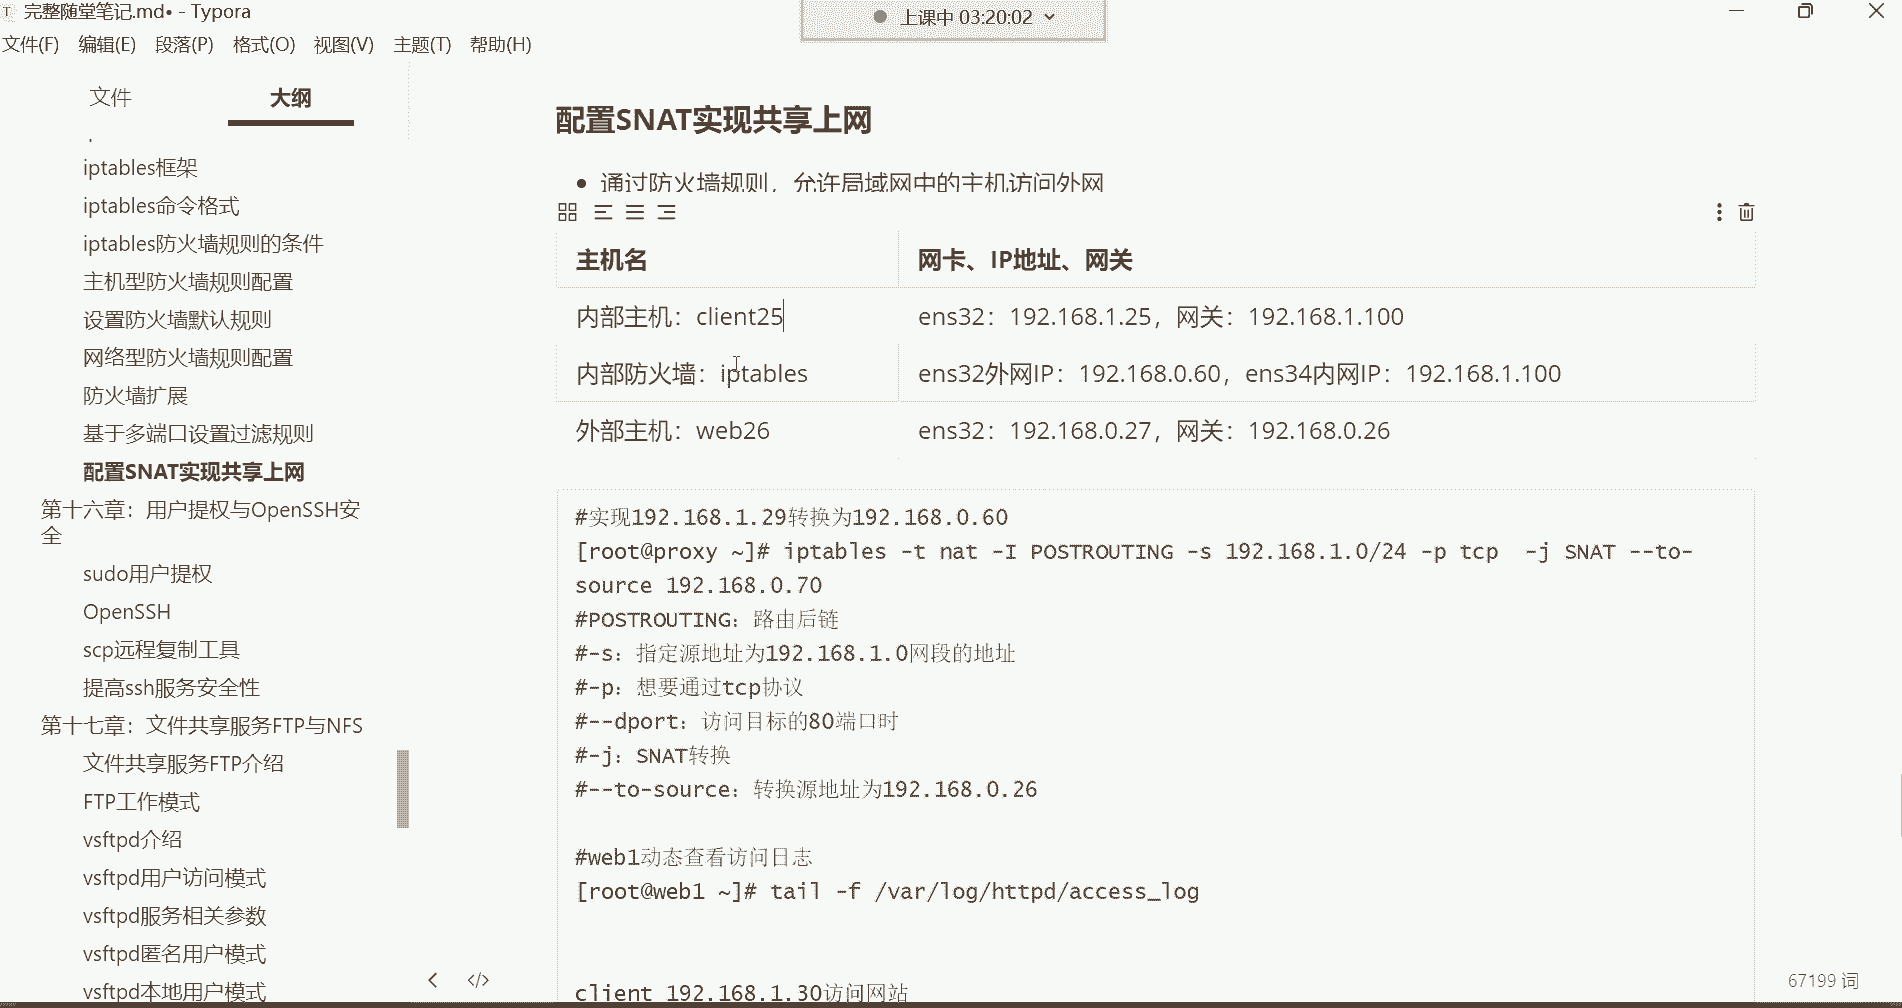 完整随堂笔记.md• - Typora
上课中 03:20:02
文件(F) 编辑(E) 段落(P) 格式(O) 视图(V) 主题(T) 帮助(H)
文件 大纲
iptables框架
iptables命令格式
iptables防火墙规则的条件
主机型防火墙规则配置
设置防火墙默认规则
网络型防火墙规则配置
防火墙扩展
基于多端口设置过滤规则
配置SNAT实现共享上网
第十六章：用户提权与OpenSSH安
全
sudo用户提权
OpenSSH
scp远程复制工具
提高ssh服务安全性
第十七章：文件共享服务FTP与NFS
文件共享服务FTP介绍
FTP工作模式
vsftpd介绍
vsftpd用户访问模式
vsftpd服务相关参数
vsftpd匿名用户模式
vsftpd本地用户模式
配置SNAT实现共享上网
• 通过防火墙规则，允许局域网中的主机访问外网
主机名 网卡、IP地址、网关
内部主机：client25 ens32：192.168.1.25，网关：192.168.1.100
内部防火墙：iptables ens32外网IP：192.168.0.60，ens34内网IP：192.168.1.100
外部主机：web26 ens32：192.168.0.27，网关：192.168.0.26
#实现192.168.1.29转换为192.168.0.60
[root@proxy ~]# iptables -t nat -I POSTROUTING -s 192.168.1.0/24 -p tcp  -j SNAT --to-
source 192.168.0.70
#POSTROUTING：路由后链
#-s：指定源地址为192.168.1.0网段的地址
#-p：想要通过tcp协议
#--dport：访问目标的80端口时
#-j：SNAT转换
#--to-source：转换源地址为192.168.0.26
#web1动态查看访问日志
[root@web1 ~]# tail -f /var/log/httpd/access_log
client 192.168.1.30访问网站
67199 词